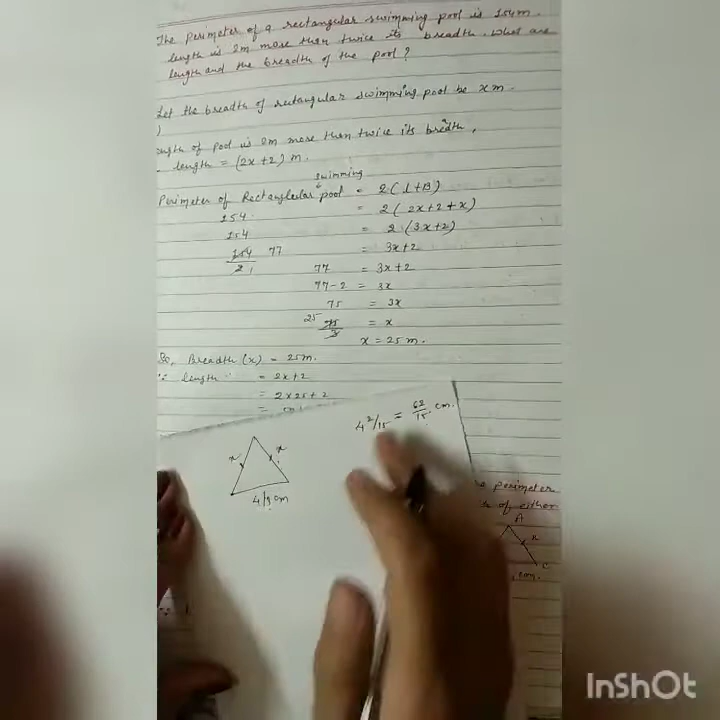 The perimeter of a rectangular swimming pool is 154m.
length is 2m more than twice its breadth. What are
length and the breadth of the pool?
Let the breadth of rectangular swimming pool be x m.
)
length of pool is 2m more than twice its breadth,
length = (2x+2) m.
swimming
Perimeter of Rectangleular pool = 2(l+B)
154 = 2(2x+2+x)
154 = 2(3x+2)
154/2 77 = 3x+2
77 = 3x+2
77-2 = 3x
75 = 3x
25 75/3 = x
x = 25 m.
So, Breadth (x) = 25m.
∵ length = 2x+2
= 2x25+2
4 2/15 = 62/15 cm.
x x
4/3 cm
perimeter
of either
A
x
C
cm.
InShOt